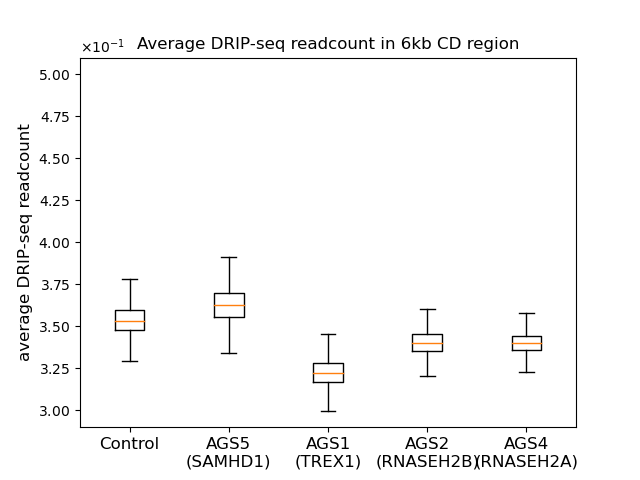 ×10⁻¹ Average DRIP-seq readcount in 6kb CD region
5.00
4.75
4.50
4.25
4.00
3.75
3.50
3.25
3.00
average DRIP-seq readcount
Control AGS5 AGS1 AGS2 AGS4
(SAMHD1) (TREX1) (RNASEH2B) (RNASEH2A)